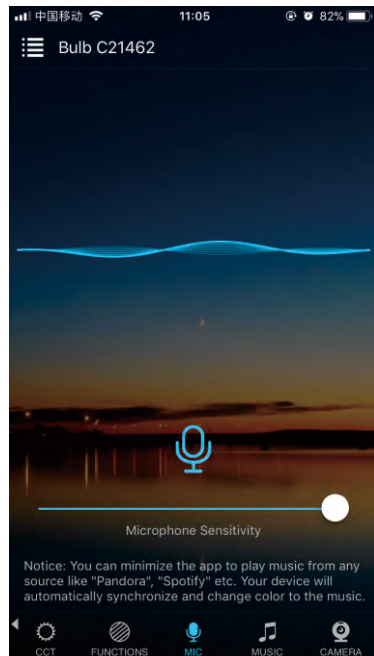 中国移动 11:05 82%
Bulb C21462
Microphone Sensitivity
Notice: You can minimize the app to play music from any
source like "Pandora", "Spotify" etc. Your device will
automatically synchronize and change color to the music.
CCT FUNCTIONS MIC MUSIC CAMERA